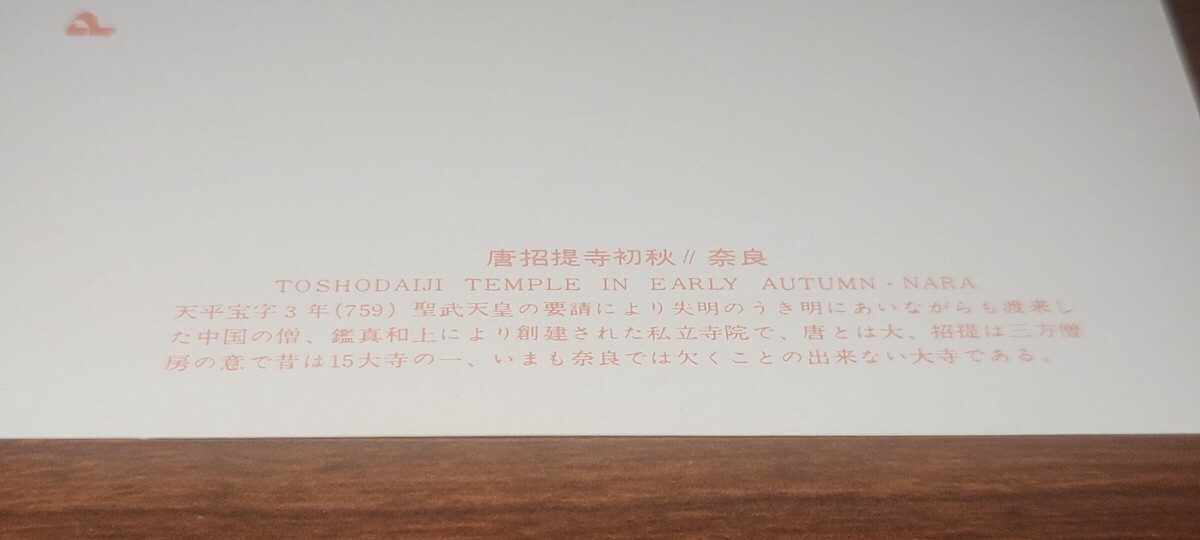 唐招提寺初秋//奈良
TOSHODAIJI TEMPLE IN EARLY AUTUMN・NARA
天平宝字3年(759) 聖武天皇の要請により失明のうき明にあいながらも渡来し
た中国の僧、鑑真和上により創建された私立寺院で、唐とは大、招提は三方僧
房の意で昔は15大寺の一、いまも奈良では欠くことの出来ない大寺である。